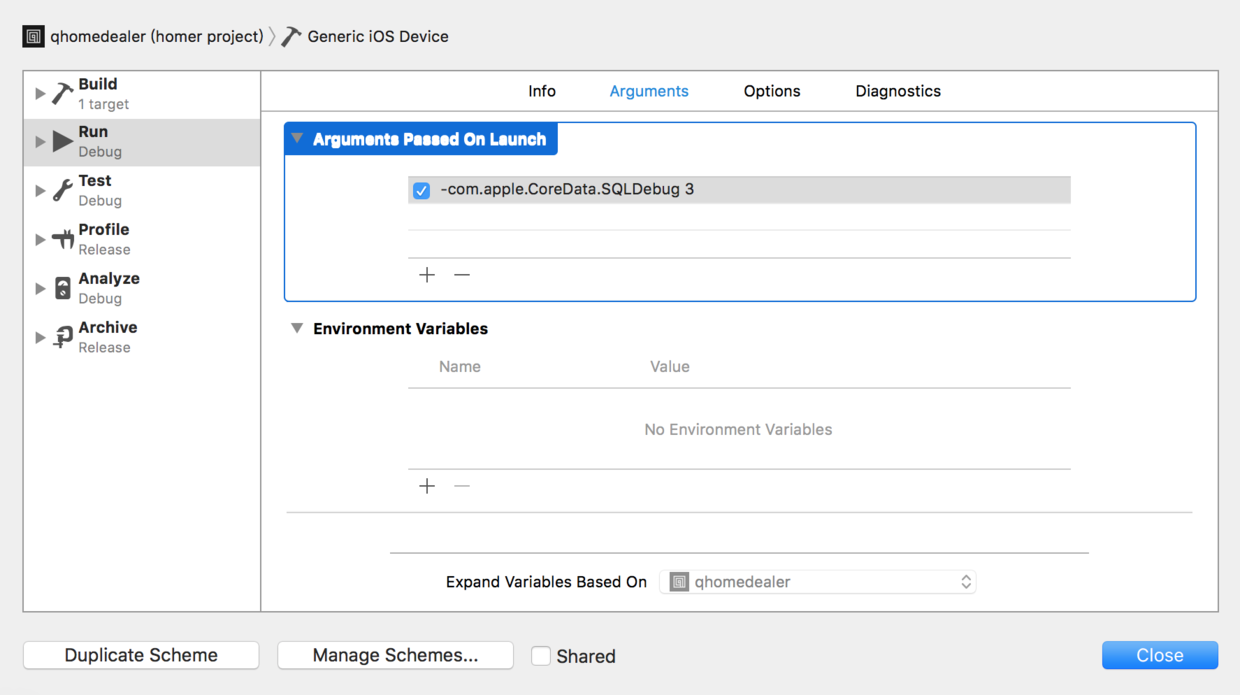 qhomedealer (homer project) Generic iOS Device
Info Arguments Options Diagnostics
Build
1 target
Run
Debug
Test
Debug
Profile
Release
Analyze
Debug
Archive
Release
Arguments Passed On Launch
-com.apple.CoreData.SQLDebug 3
Environment Variables
Name Value
No Environment Variables
Expand Variables Based On qhomedealer
Duplicate Scheme Manage Schemes... Shared Close